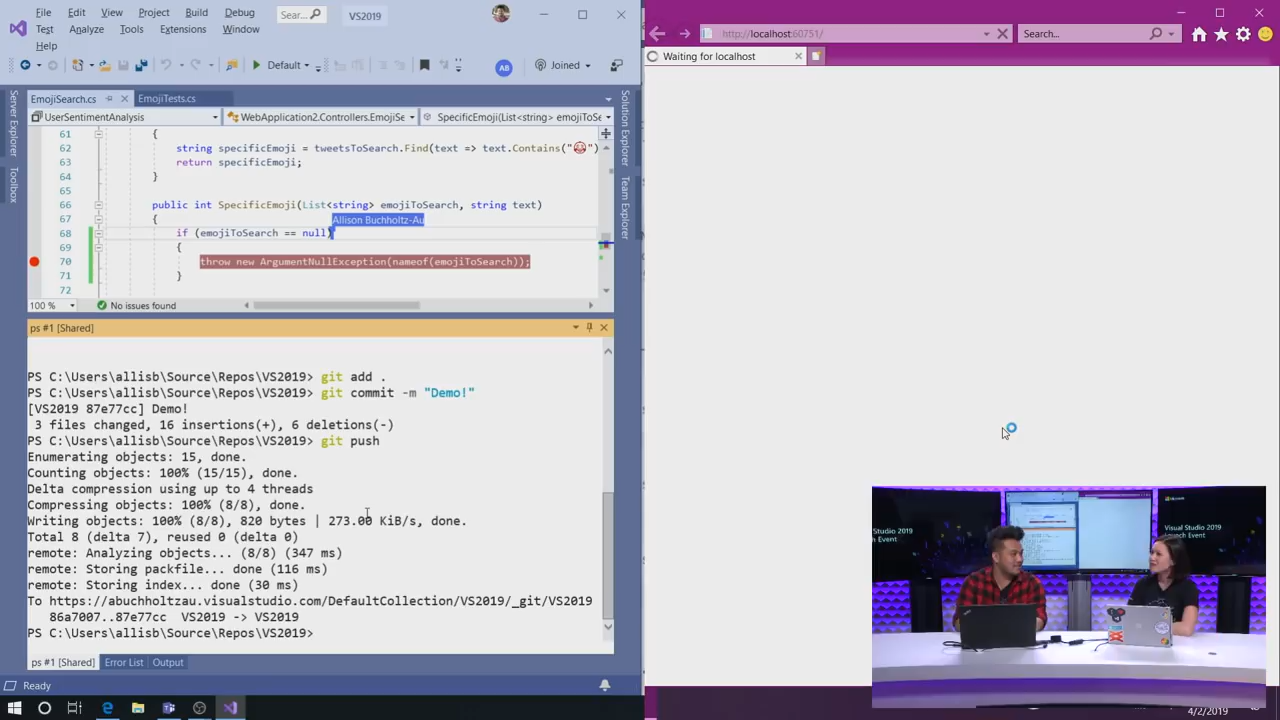 File Edit View Project Build Debug
Sear...
VS2019
Test Analyze Tools Extensions Window
Help
Default
AB
Joined
EmojiSearch.cs
EmojiTests.cs
UserSentimentAnalysis
WebApplication2.Controllers.EmojiSe
SpecificEmoji(List<string> emojiToSe
Server Explorer
Toolbox
Solution Explorer
Team Explorer
61 {
62 string specificEmoji = tweetsToSearch.Find(text => text.Contains("😡")
63 return specificEmoji;
64 }
65
66 public int SpecificEmoji(List<string> emojiToSearch, string text)
67 {
Allison Buchholtz-Au
68 if (emojiToSearch == null)
69 {
70 throw new ArgumentNullException(nameof(emojiToSearch));
71 }
72
100 %
No issues found
ps #1 [Shared]
PS C:\Users\allisb\Source\Repos\VS2019> git add .
PS C:\Users\allisb\Source\Repos\VS2019> git commit -m "Demo!"
[VS2019 87e77cc] Demo!
3 files changed, 16 insertions(+), 6 deletions(-)
PS C:\Users\allisb\Source\Repos\VS2019> git push
Enumerating objects: 15, done.
Counting objects: 100% (15/15), done.
Delta compression using up to 4 threads
Compressing objects: 100% (8/8), done.
Writing objects: 100% (8/8), 820 bytes | 273.00 KiB/s, done.
Total 8 (delta 7), reused 0 (delta 0)
remote: Analyzing objects... (8/8) (347 ms)
remote: Storing packfile... done (116 ms)
remote: Storing index... done (30 ms)
To https://abuchholtzau.visualstudio.com/DefaultCollection/VS2019/_git/VS2019
86a7007..87e77cc VS2019 -> VS2019
PS C:\Users\allisb\Source\Repos\VS2019>
ps #1 [Shared]
Error List
Output
Ready
http://localhost:60751/
Search...
Waiting for localhost
Visual Studio 2019
Launch Event
4/2/2019